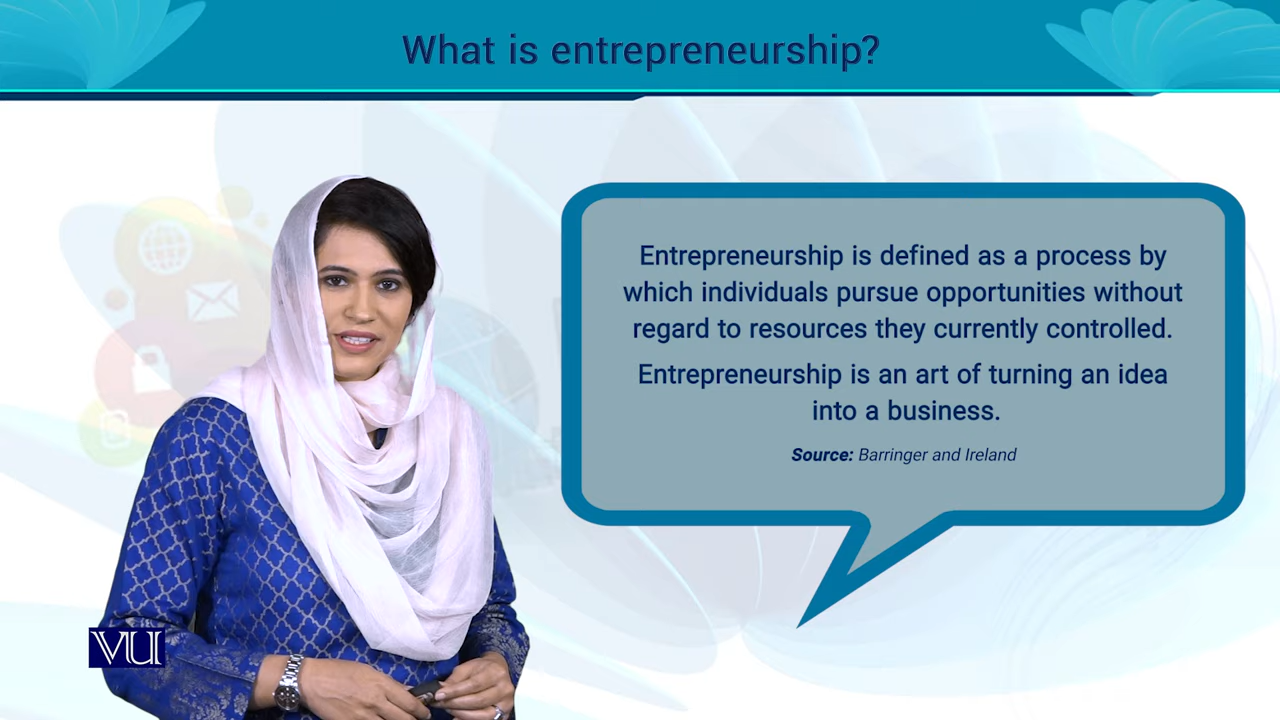 What is entrepreneurship?
Entrepreneurship is defined as a process by
which individuals pursue opportunities without
regard to resources they currently controlled.
Entrepreneurship is an art of turning an idea
into a business.
Source: Barringer and Ireland
VU